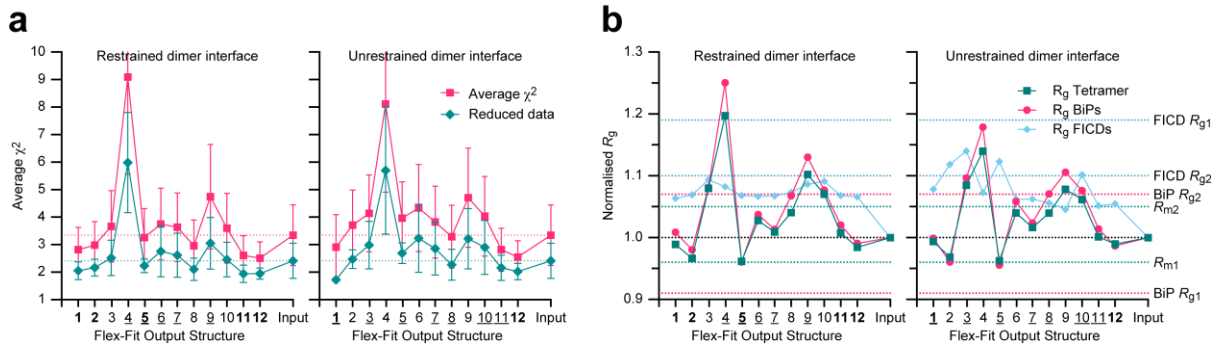 a
Restrained dimer interface
Unrestrained dimer interface
Average χ²
Reduced data
10
9
8
7
6
5
4
3
2
1
Average χ²
1 2 3 4 5 6 7 8 9 10 11 12 Input
1 2 3 4 5 6 7 8 9 10 11 12 Input
Flex-Fit Output Structure
Flex-Fit Output Structure
b
Restrained dimer interface
Unrestrained dimer interface
Rg Tetramer
Rg BiPs
Rg FICDs
1.3
1.2
1.1
1.0
0.9
Normalised Rg
FICD Rg1
FICD Rg2
BiP Rg2
Rm2
Rm1
BiP Rg1
1 2 3 4 5 6 7 8 9 10 11 12 Input
1 2 3 4 5 6 7 8 9 10 11 12 Input
Flex-Fit Output Structure
Flex-Fit Output Structure